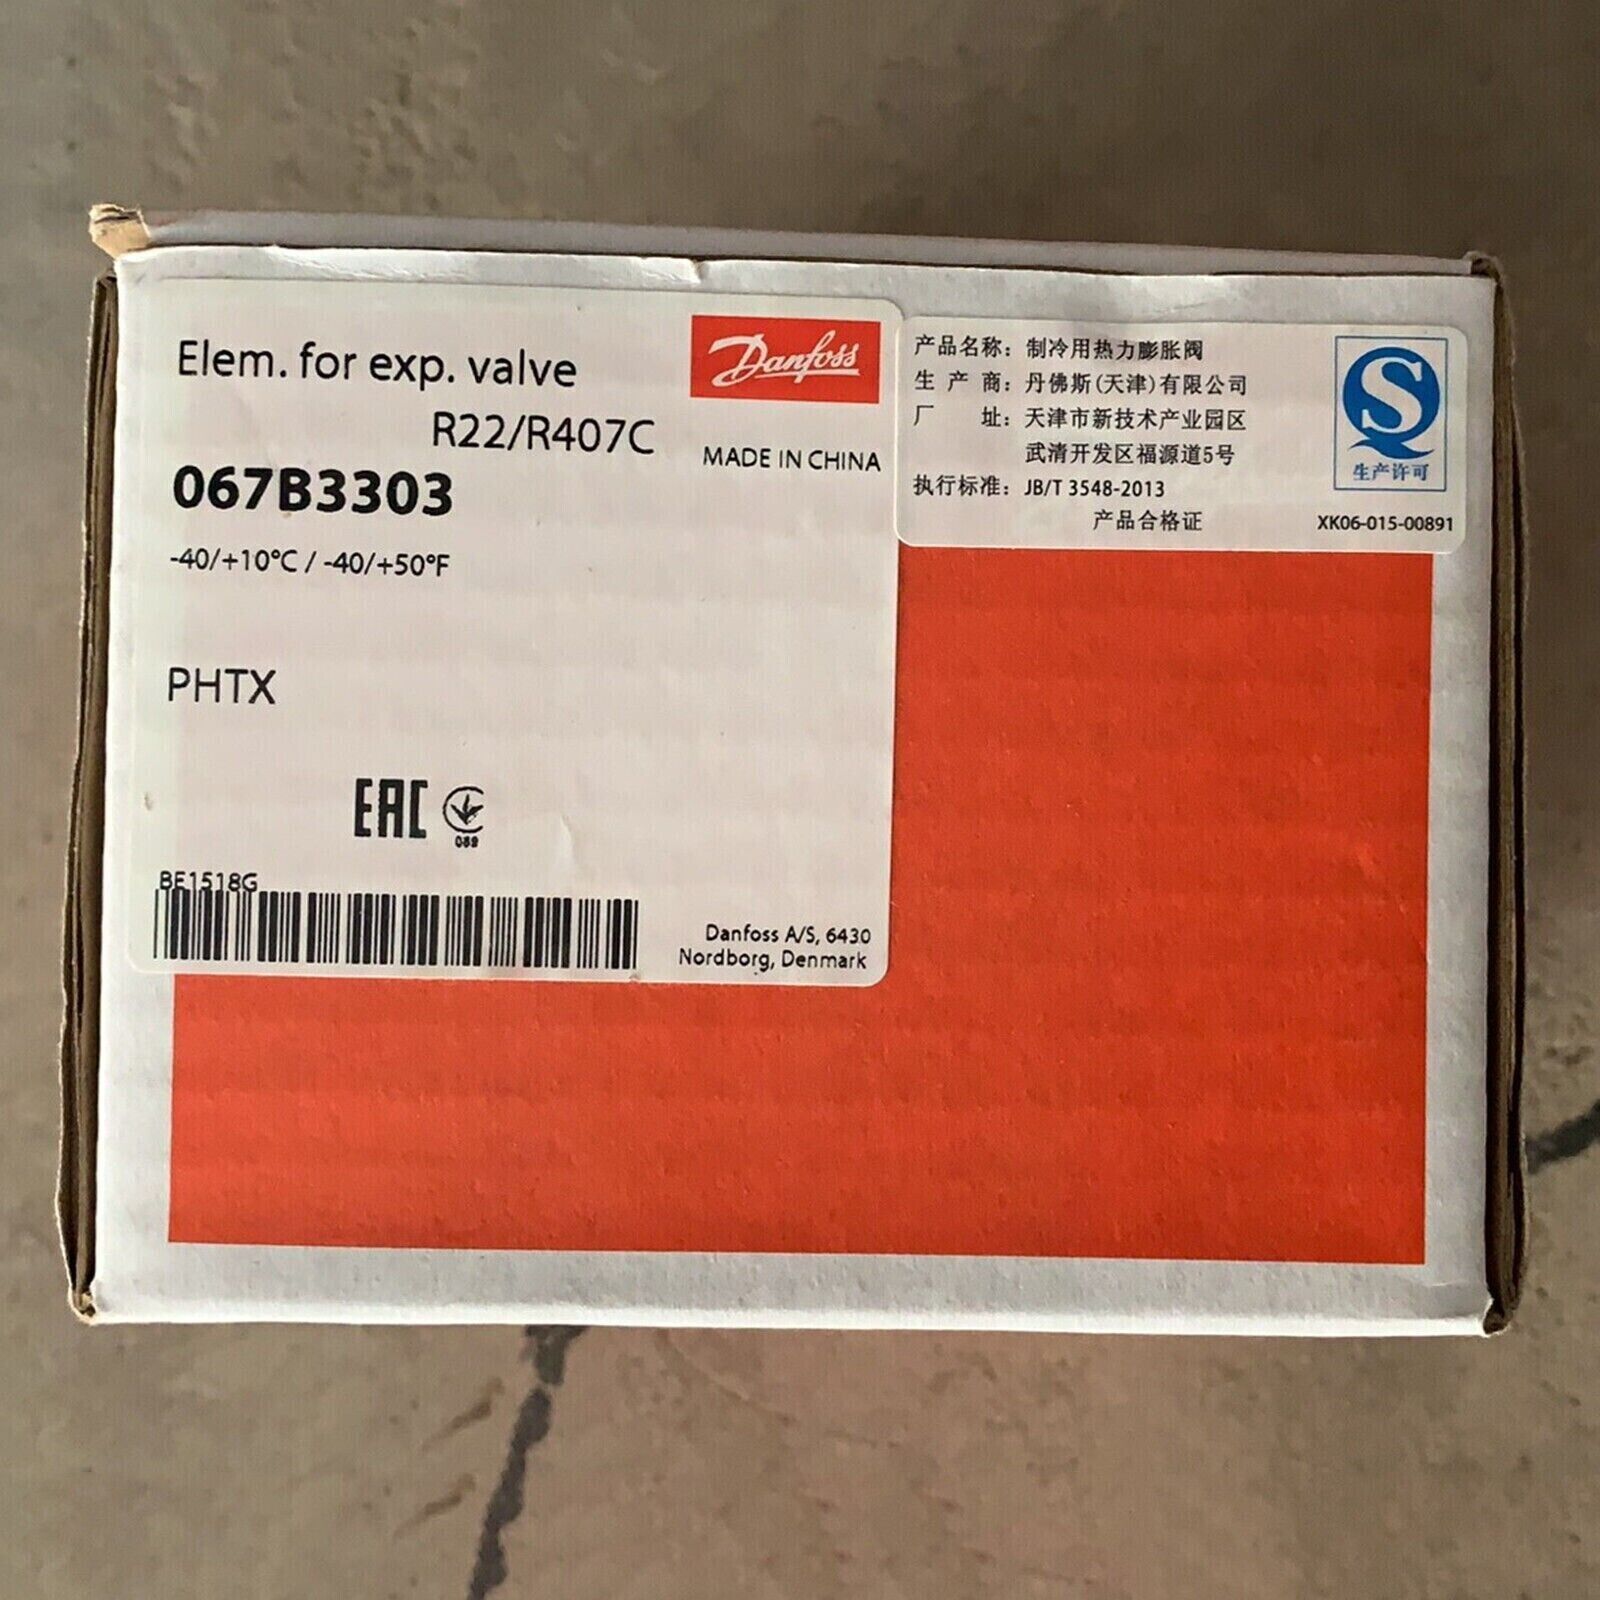 Elem. for exp. valve
R22/R407C
067B3303
-40/+10°C / -40/+50°F
PHTX
Danfoss
MADE IN CHINA
EAC
089
BE1518G
Danfoss A/S, 6430
Nordborg, Denmark
产品名称: 制冷用热力膨胀阀
生产商: 丹佛斯(天津)有限公司
厂址: 天津市新技术产业园区
武清开发区福源道5号
执行标准: JB/T 3548-2013
产品合格证
生产许可
XK06-015-00891